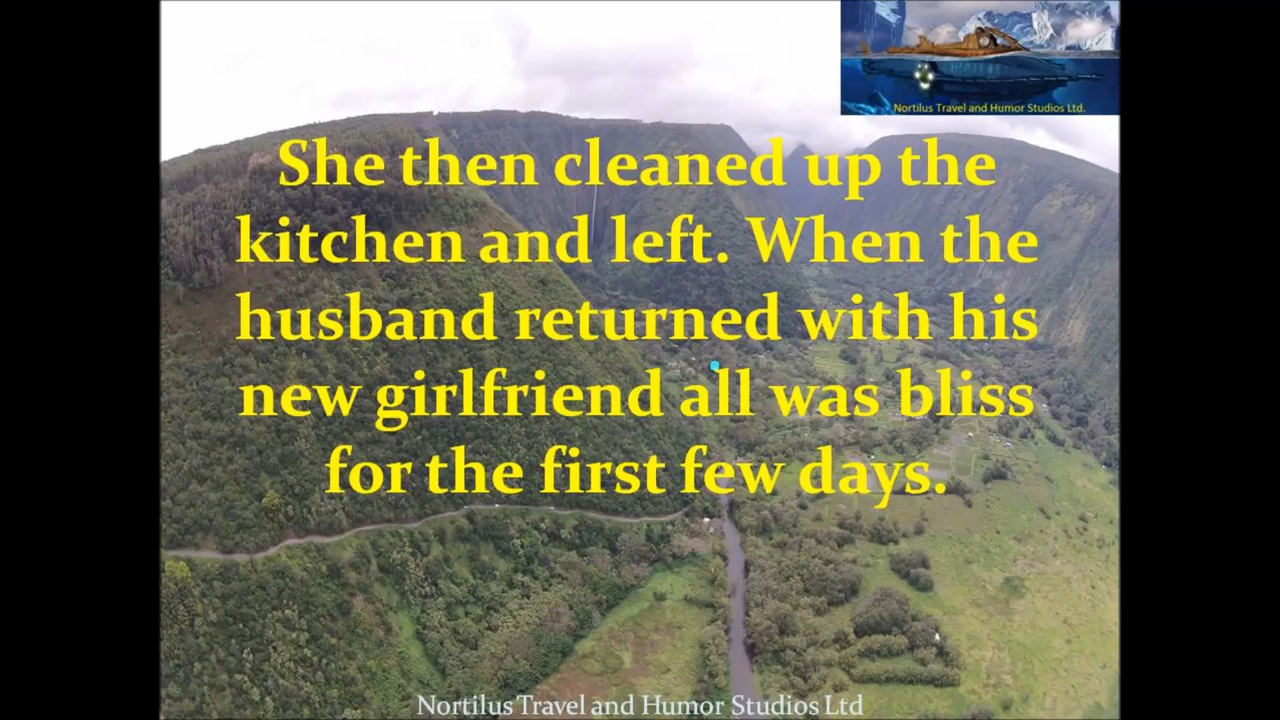 Nortilus Travel and Humor Studios Ltd.
She then cleaned up the
kitchen and left. When the
husband returned with his
new girlfriend all was bliss
for the first few days.
Nortilus Travel and Humor Studios Ltd